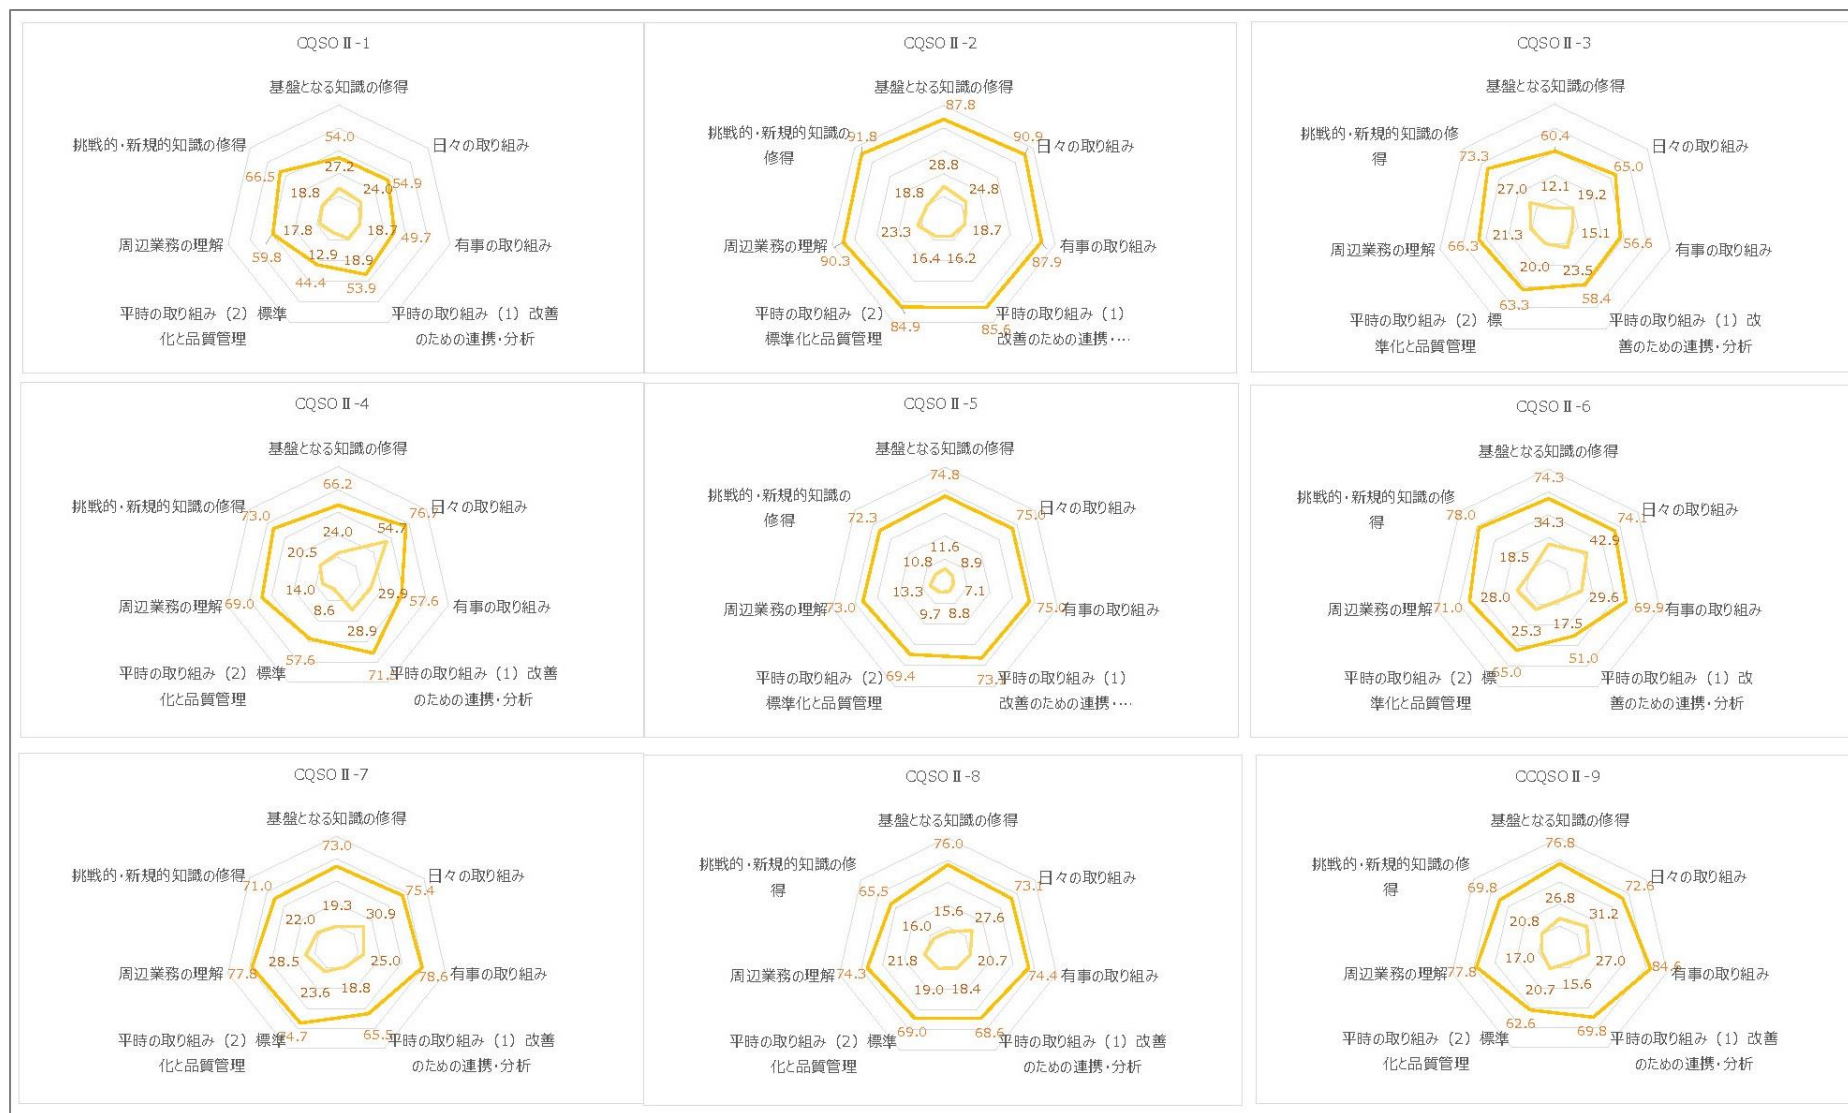 CQSO Ⅱ-1
基盤となる知識の修得
54.0
挑戦的・新規的知識の修得
日々の取り組み
27.2
66.5
18.8
24.0
54.9
17.8
18.7
周辺業務の理解
有事の取り組み
59.8
12.9
18.9
49.7
44.4
53.9
平時の取り組み（2）標準
化と品質管理
平時の取り組み（1）改善
のための連携・分析
CQSO Ⅱ-2
基盤となる知識の修得
87.8
挑戦的・新規的知識の
修得
91.8
90.9
日々の取り組み
28.8
18.8
24.8
23.3
18.7
周辺業務の理解
有事の取り組み
90.3
16.4
16.2
87.9
84.9
85.6
平時の取り組み（2）
標準化と品質管理
平時の取り組み（1）
改善のための連携・…
CQSO Ⅱ-3
基盤となる知識の修得
60.4
挑戦的・新規的知識の修
得
日々の取り組み
73.3
65.0
27.0
12.1
19.2
21.3
15.1
周辺業務の理解
66.3
56.6
有事の取り組み
20.0
23.5
63.3
58.4
平時の取り組み（2）標
準化と品質管理
平時の取り組み（1）改
善のための連携・分析
CQSO Ⅱ-4
基盤となる知識の修得
66.2
挑戦的・新規的知識の修得
73.0
76.7
日々の取り組み
24.0
54.7
20.5
14.0
29.9
周辺業務の理解
69.0
57.6
有事の取り組み
8.6
28.9
57.6
71.5
平時の取り組み（2）標準
化と品質管理
平時の取り組み（1）改善
のための連携・分析
CQSO Ⅱ-5
基盤となる知識の修得
74.8
挑戦的・新規的知識の
修得
72.3
75.0
日々の取り組み
11.6
10.8
8.9
13.3
7.1
周辺業務の理解
73.0
75.0
有事の取り組み
9.7
8.8
69.4
平時の取り組み（2）
標準化と品質管理
平時の取り組み（1）
改善のための連携・…
CQSO Ⅱ-6
基盤となる知識の修得
74.3
挑戦的・新規的知識の修
得
78.0
74.1
日々の取り組み
34.3
18.5
42.9
28.0
29.6
周辺業務の理解
71.0
69.9
有事の取り組み
25.3
17.5
65.0
51.0
平時の取り組み（2）標
準化と品質管理
平時の取り組み（1）改
善のための連携・分析
CQSO Ⅱ-7
基盤となる知識の修得
73.0
挑戦的・新規的知識の修得
71.0
75.4
日々の取り組み
19.3
22.0
30.9
28.5
25.0
周辺業務の理解
77.8
78.6
有事の取り組み
23.6
18.8
74.7
65.5
平時の取り組み（2）標準
化と品質管理
平時の取り組み（1）改善
のための連携・分析
CQSO Ⅱ-8
基盤となる知識の修得
76.0
挑戦的・新規的知識の修
得
65.5
73.1
日々の取り組み
15.6
16.0
27.6
21.8
20.7
周辺業務の理解
74.3
74.4
有事の取り組み
19.0
18.4
69.0
68.6
平時の取り組み（2）標準
化と品質管理
平時の取り組み（1）改善
のための連携・分析
CCQSO Ⅱ-9
基盤となる知識の修得
76.8
挑戦的・新規的知識の修
得
69.8
72.6
日々の取り組み
26.8
20.8
31.2
17.0
27.0
周辺業務の理解
77.8
84.6
有事の取り組み
20.7
15.6
62.6
69.8
平時の取り組み（2）標準
化と品質管理
平時の取り組み（1）改善
のための連携・分析